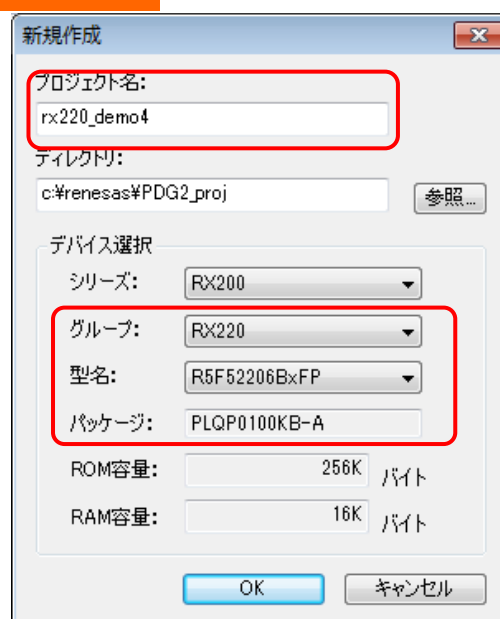 新規作成
プロジェクト名:
rx220_demo4
ディレクトリ:
c:¥renesas¥PDG2_proj
参照...
デバイス選択
シリーズ: RX200
グループ: RX220
型名: R5F52206BxFP
パッケージ: PLQP0100KB-A
ROM容量: 256K バイト
RAM容量: 16K バイト
OK キャンセル